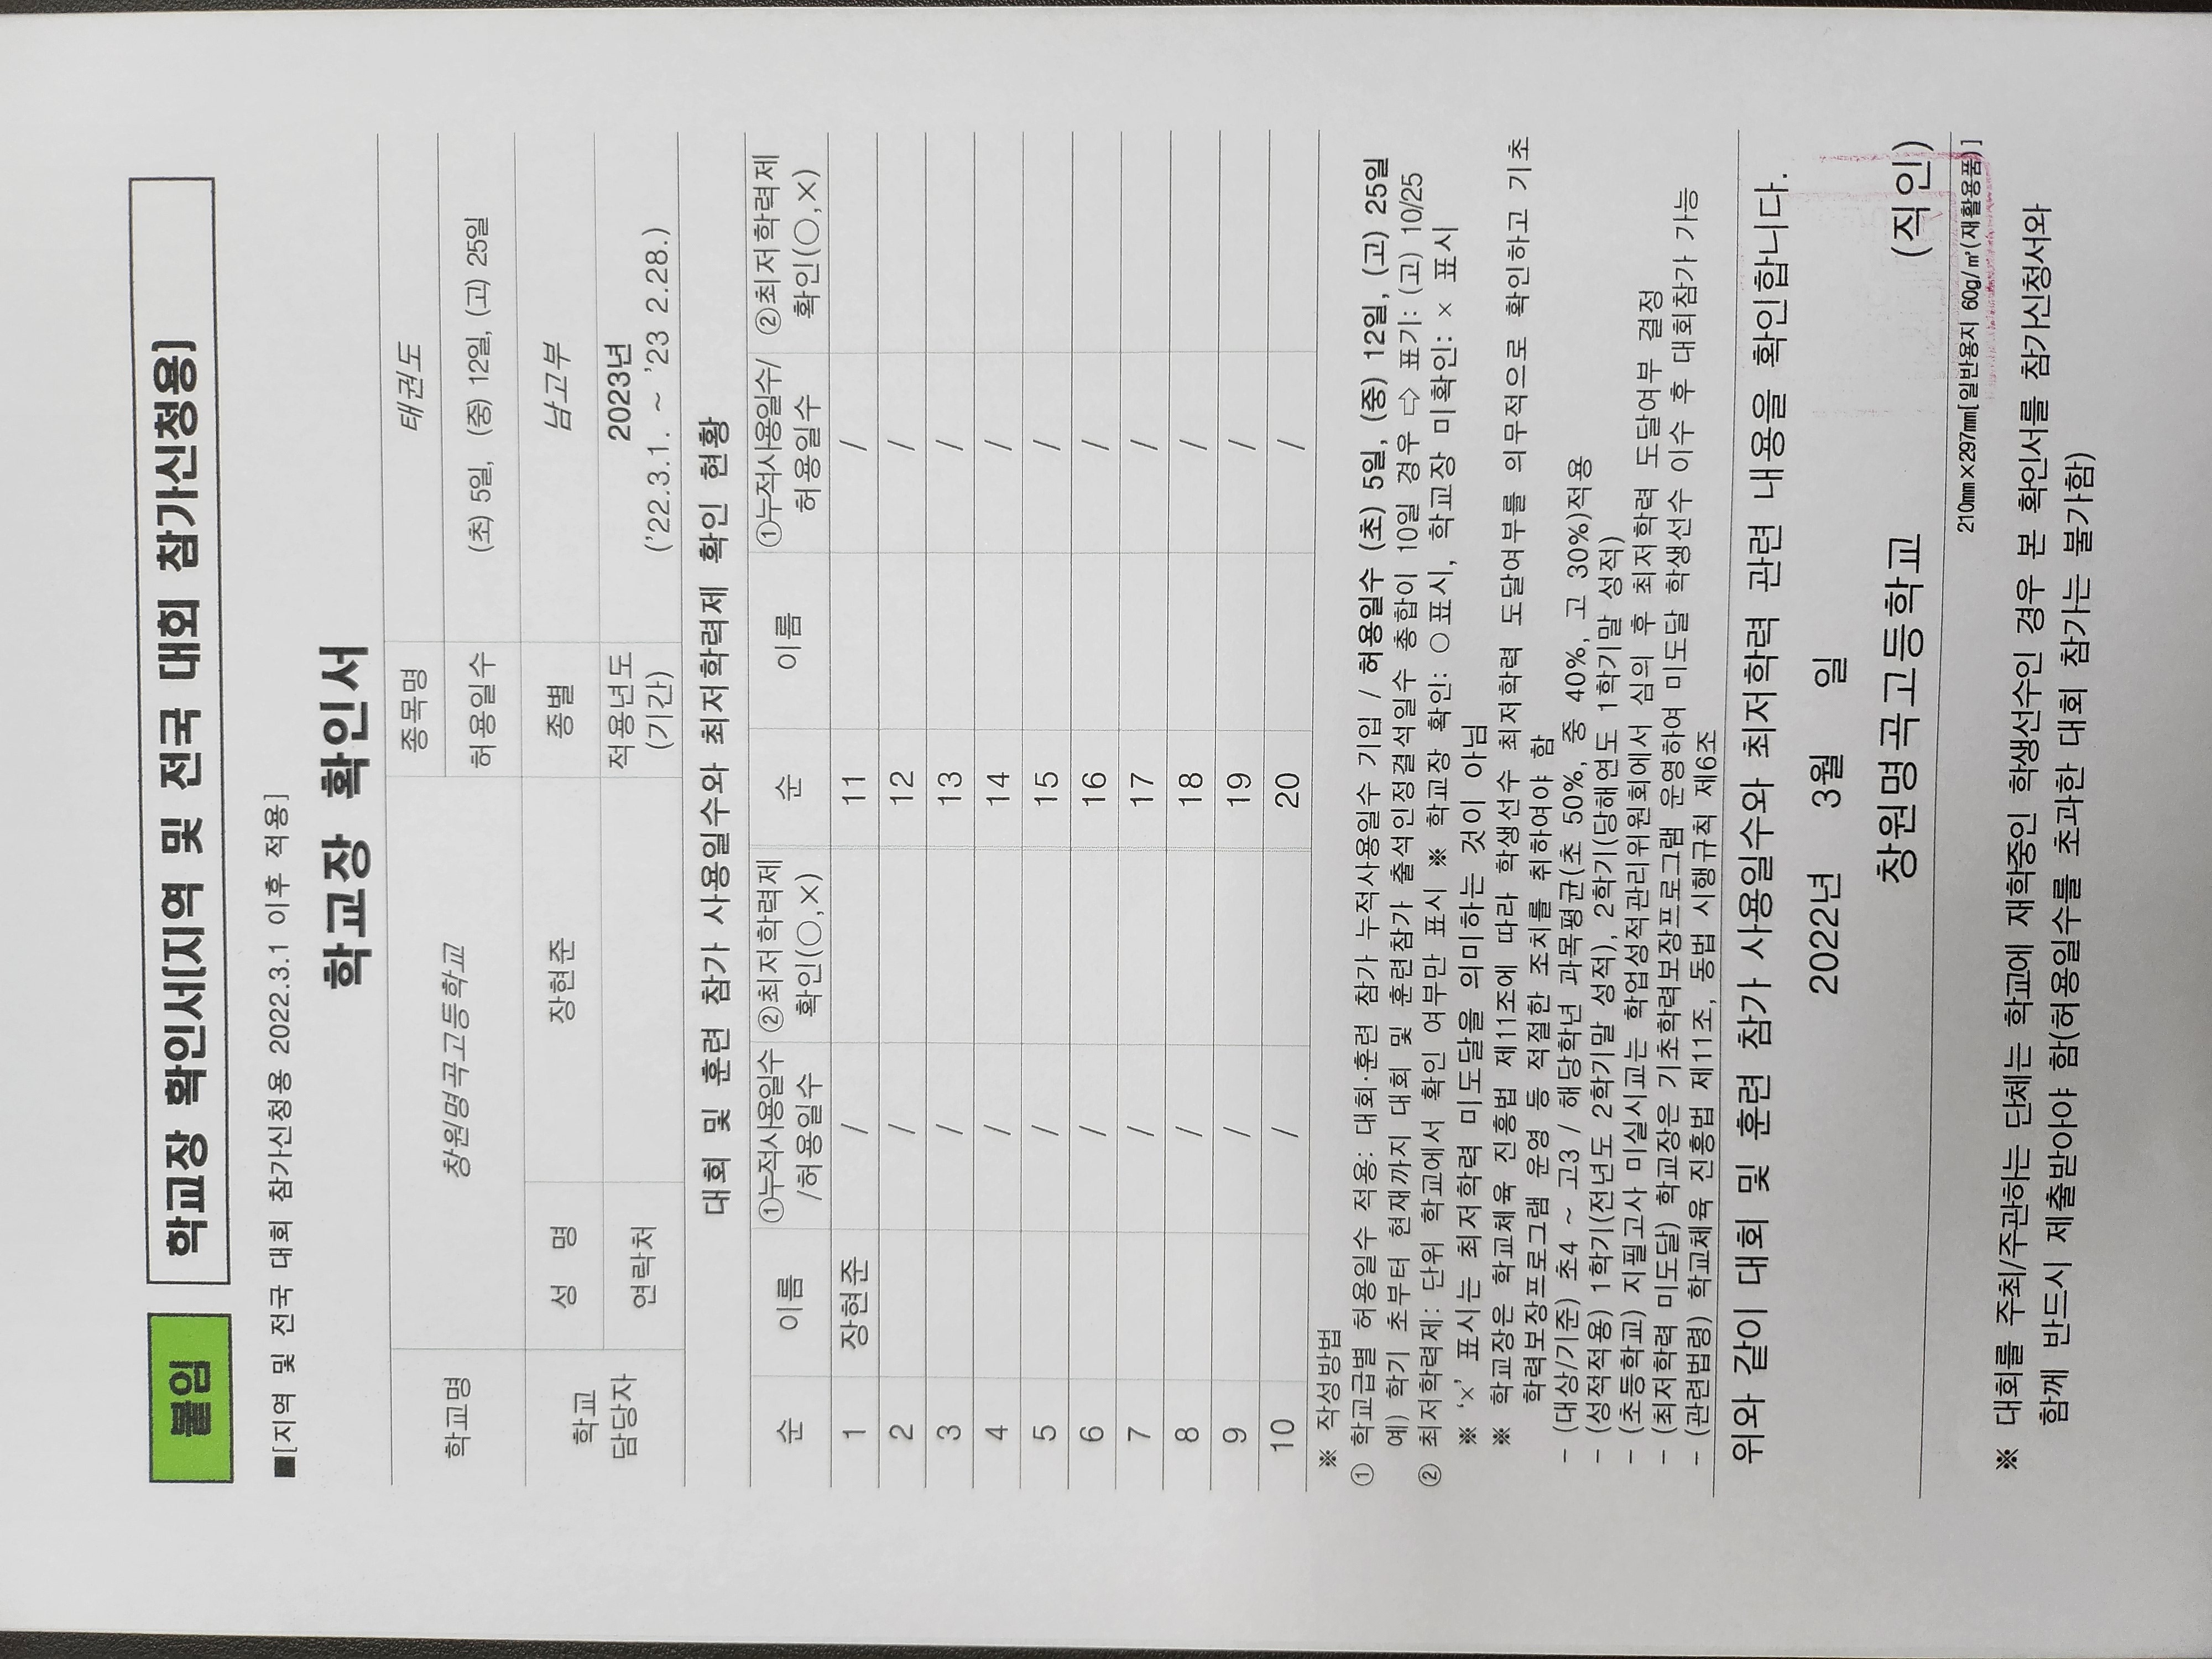 붙임
학교장 확인서[지역 및 전국 대회 참가신청용]
■[지역 및 전국 대회 참가신청용 2022.3.1 이후 적용]
학교장 확인서
학교명 창원명곡고등학교 종목명 태권도
허용일수 (초) 5일, (중) 12일, (고) 25일
학교 담당자 성 명 장현준 종별 남고부
연락처 적용년도 (기간) 2023년 ('22.3.1. ~ '23 2.28.)
대회 및 훈련 참가 사용일수와 최저학력제 확인 현황
순 이름 ①누적사용일수 /허용일수 ②최저학력제 확인(○,×) 순 이름 ①누적사용일수/ 허용일수 ②최저학력제 확인(○,×)
1 장현준 / 11 /
2 / 12 /
3 / 13 /
4 / 14 /
5 / 15 /
6 / 16 /
7 / 17 /
8 / 18 /
9 / 19 /
10 / 20 /
※ 작성방법
① 학교급별 허용일수 적용: 대회·훈련 참가 누적사용일수 기입 / 허용일수 (초) 5일, (중) 12일, (고) 25일
예) 학기 초부터 현재까지 대회 및 훈련참가 출석인정결석일수 총합이 10일 경우 ⇨ 표기: (고) 10/25
② 최저학력제: 단위 학교에서 확인 여부만 표시 ※ 학교장 확인: ○표시, 학교장 미확인: × 표시
※ '×' 표시는 최저학력 미도달을 의미하는 것이 아님
※ 학교장은 학교체육 진흥법 제11조에 따라 학생선수 최저학력 도달여부를 의무적으로 확인하고 기초
학력보장프로그램 운영 등 적절한 조치를 취하여야 함
- (대상/기준) 초4 ~ 고3 / 해당학년 과목평균(초 50%, 중 40%, 고 30%)적용
- (성적적용) 1학기(전년도 2학기말 성적), 2학기(당해연도 1학기말 성적)
- (초등학교) 지필고사 미실시교는 학업성적관리위원회에서 심의 후 최저학력 도달여부 결정
- (최저학력 미도달) 학교장은 기초학력보장프로그램 운영하여 미도달 학생선수 이수 후 대회참가 가능
- (관련법령) 학교체육 진흥법 제11조, 동법 시행규칙 제6조
위와 같이 대회 및 훈련 참가 사용일수와 최저학력 관련 내용을 확인합니다.
2022년 3월 일
창원명곡고등학교 (직인)
210㎜×297㎜[일반용지 60g/㎡(재활용품)]
※ 대회를 주최/주관하는 단체는 학교에 재학중인 학생선수인 경우 본 확인서를 참가신청서와
함께 반드시 제출받아야 함(허용일수를 초과한 대회 참가는 불가함)